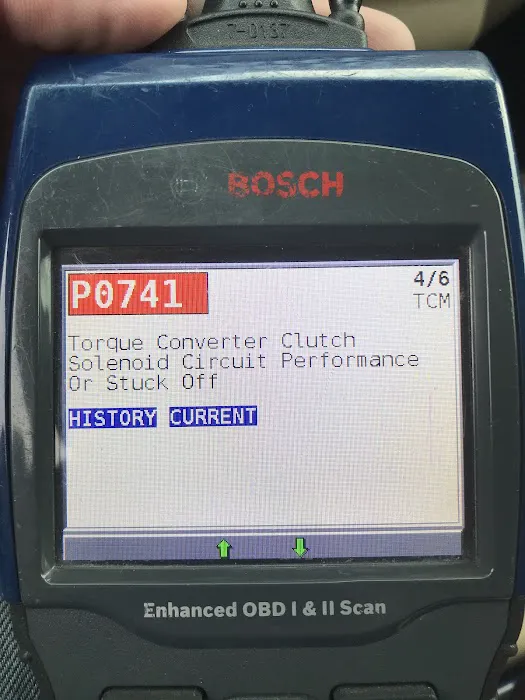 BOSCH
P0741
4/6
TCM
Torque Converter Clutch
Solenoid Circuit Performance
Or Stuck Off
HISTORY CURRENT
Enhanced OBD I & II Scan